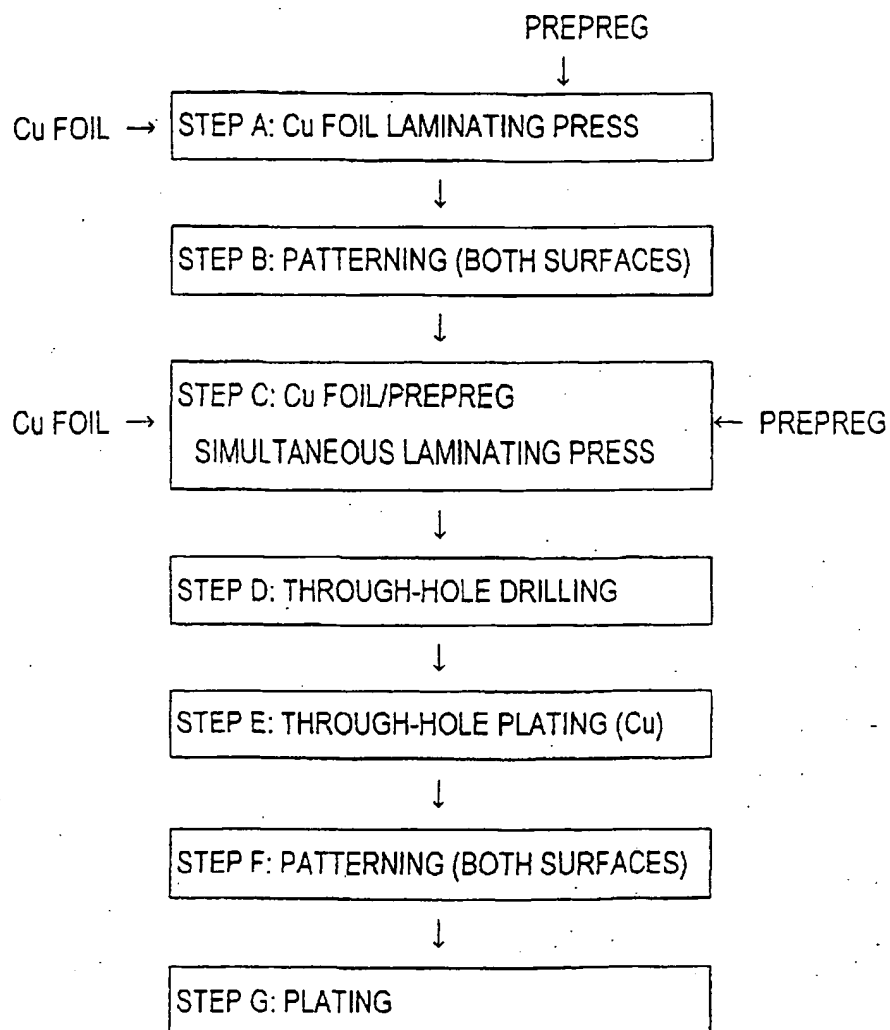 PREPREG
↓
Cu FOIL → STEP A: Cu FOIL LAMINATING PRESS
↓
STEP B: PATTERNING (BOTH SURFACES)
↓
STEP C: Cu FOIL/PREPREG
Cu FOIL → ← PREPREG
SIMULTANEOUS LAMINATING PRESS
↓
STEP D: THROUGH-HOLE DRILLING
↓
STEP E: THROUGH-HOLE PLATING (Cu)
↓
STEP F: PATTERNING (BOTH SURFACES)
↓
STEP G: PLATING